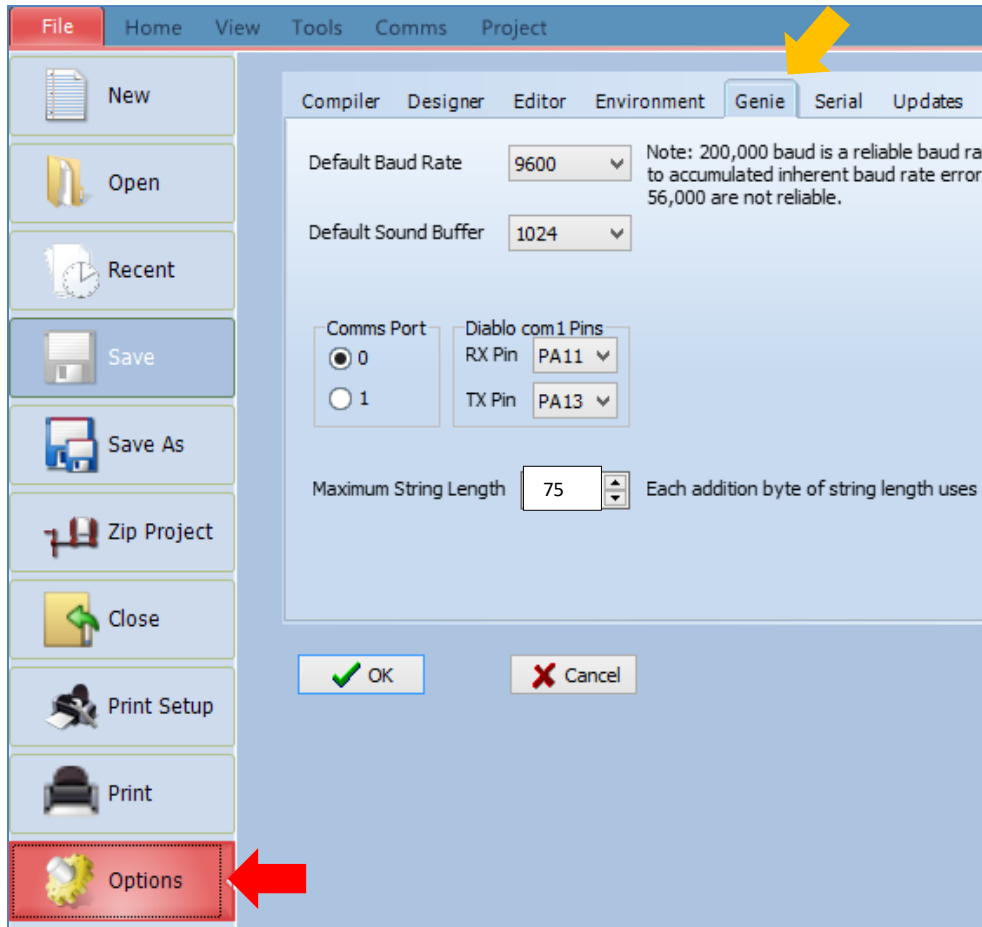 File Home View Tools Comms Project
New
Open
Recent
Save
Save As
Zip Project
Close
Print Setup
Print
Options
Compiler Designer Editor Environment Genie Serial Updates
Default Baud Rate 9600
Note: 200,000 baud is a reliable baud ra
to accumulated inherent baud rate error
56,000 are not reliable.
Default Sound Buffer 1024
Comms Port
0
1
Diablo com1 Pins
RX Pin PA11
TX Pin PA13
Maximum String Length 75 Each addition byte of string length uses
OK Cancel